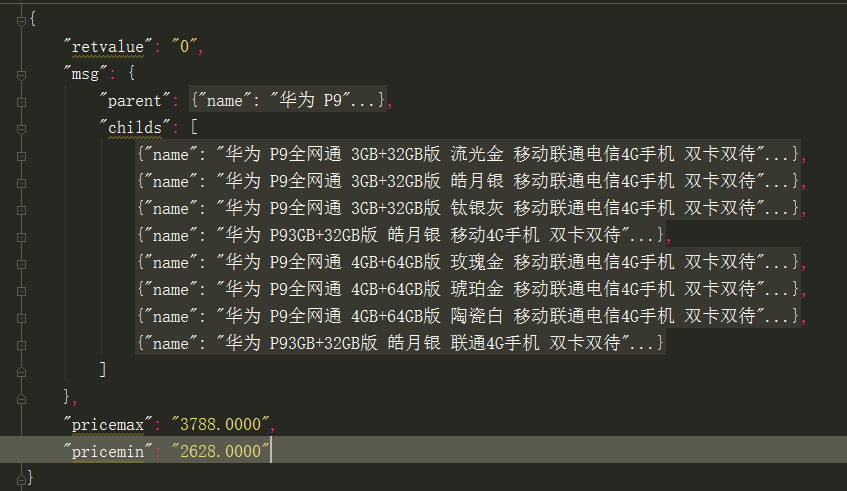 {
"retvalue": "0",
"msg": {
"parent": {"name": "华为 P9"...},
"childs": [
{"name": "华为 P9全网通 3GB+32GB版 流光金 移动联通电信4G手机 双卡双待"...},
{"name": "华为 P9全网通 3GB+32GB版 皓月银 移动联通电信4G手机 双卡双待"...},
{"name": "华为 P9全网通 3GB+32GB版 钛银灰 移动联通电信4G手机 双卡双待"...},
{"name": "华为 P93GB+32GB版 皓月银 移动4G手机 双卡双待"...},
{"name": "华为 P9全网通 4GB+64GB版 玫瑰金 移动联通电信4G手机 双卡双待"...},
{"name": "华为 P9全网通 4GB+64GB版 琥珀金 移动联通电信4G手机 双卡双待"...},
{"name": "华为 P9全网通 4GB+64GB版 陶瓷白 移动联通电信4G手机 双卡双待"...},
{"name": "华为 P93GB+32GB版 皓月银 联通4G手机 双卡双待"...}
]
},
"pricemax": "3788.0000",
"pricemin": "2628.0000"
}